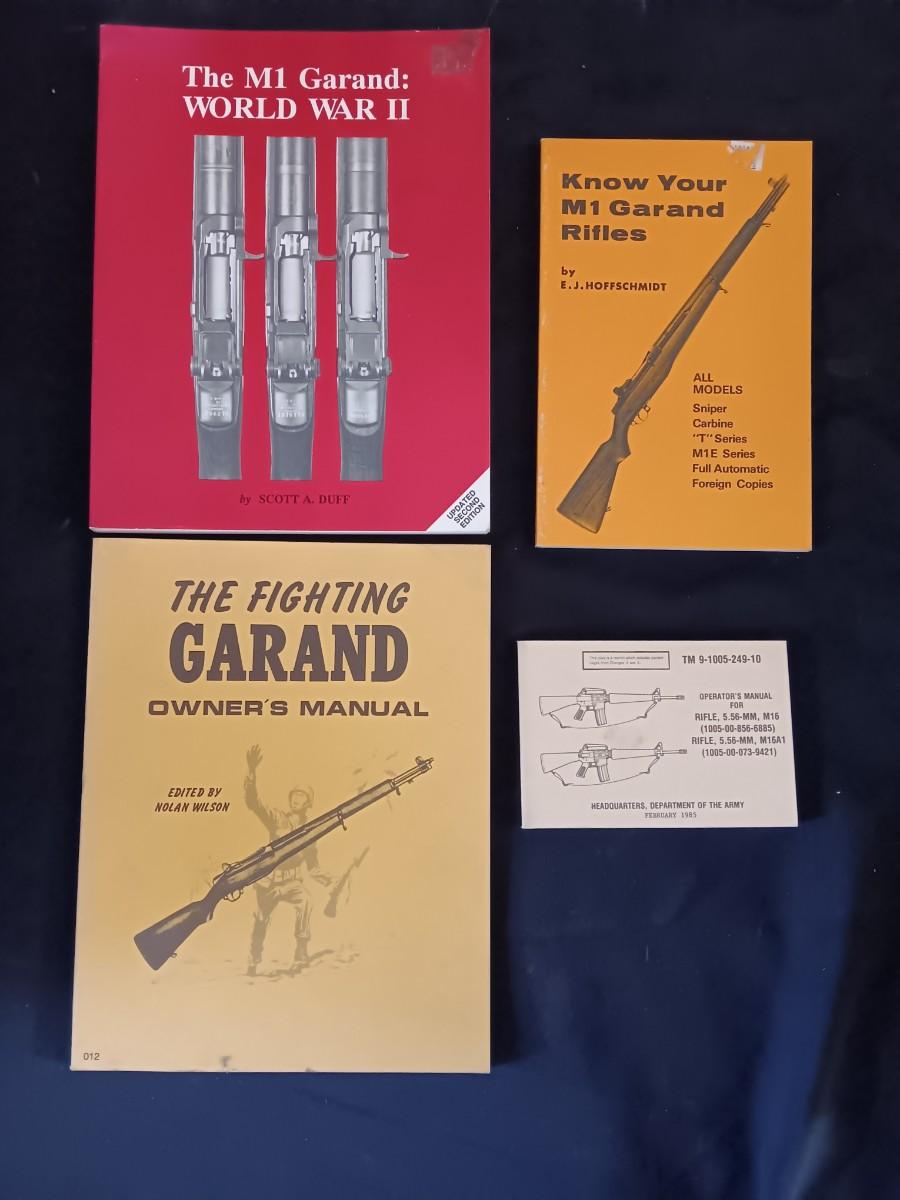 The M1 Garand:
WORLD WAR II
by SCOTT A. DUFF
UPDATED
SECOND
EDITION
Know Your
M1 Garand
Rifles
by
E.J.HOFFSCHMIDT
ALL
MODELS
Sniper
Carbine
"T" Series
M1E Series
Full Automatic
Foreign Copies
THE FIGHTING
GARAND
OWNER'S MANUAL
EDITED BY
NOLAN WILSON
012
TM 9-1005-249-10
OPERATOR'S MANUAL
FOR
RIFLE, 5.56-MM, M16
(1005-00-856-6885)
RIFLE, 5.56-MM, M16A1
(1005-00-073-9421)
HEADQUARTERS, DEPARTMENT OF THE ARMY
FEBRUARY 1985